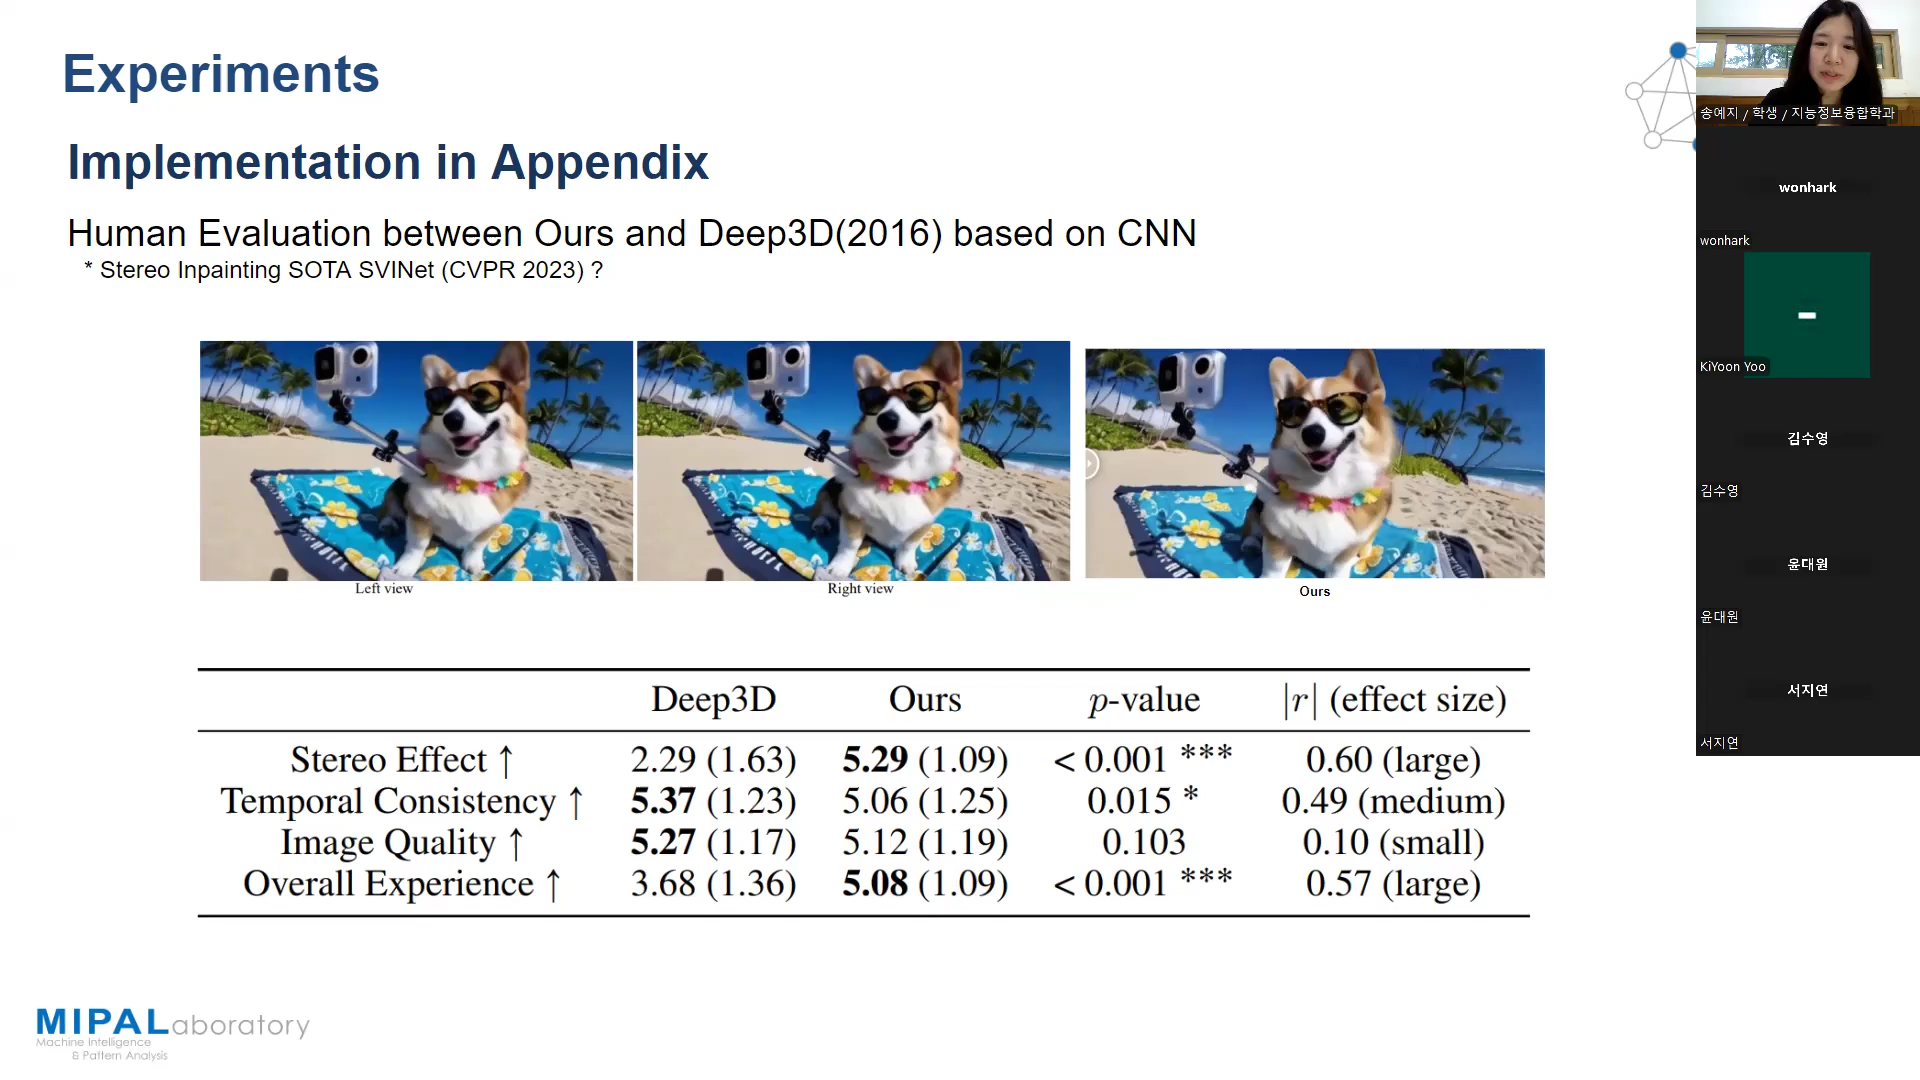 Experiments
Implementation in Appendix
Human Evaluation between Ours and Deep3D(2016) based on CNN
* Stereo Inpainting SOTA SVINet (CVPR 2023) ?
Left view
Right view
Ours
Deep3D Ours p-value |r| (effect size)
Stereo Effect ↑ 2.29 (1.63) 5.29 (1.09) < 0.001 *** 0.60 (large)
Temporal Consistency ↑ 5.37 (1.23) 5.06 (1.25) 0.015 * 0.49 (medium)
Image Quality ↑ 5.27 (1.17) 5.12 (1.19) 0.103 0.10 (small)
Overall Experience ↑ 3.68 (1.36) 5.08 (1.09) < 0.001 *** 0.57 (large)
MIPALaboratory
Machine Intelligence
& Pattern Analysis
송예지 / 학생 / 지능정보융합학과
wonhark
wonhark
KiYoon Yoo
김수영
김수영
윤대원
윤대원
서지연
서지연